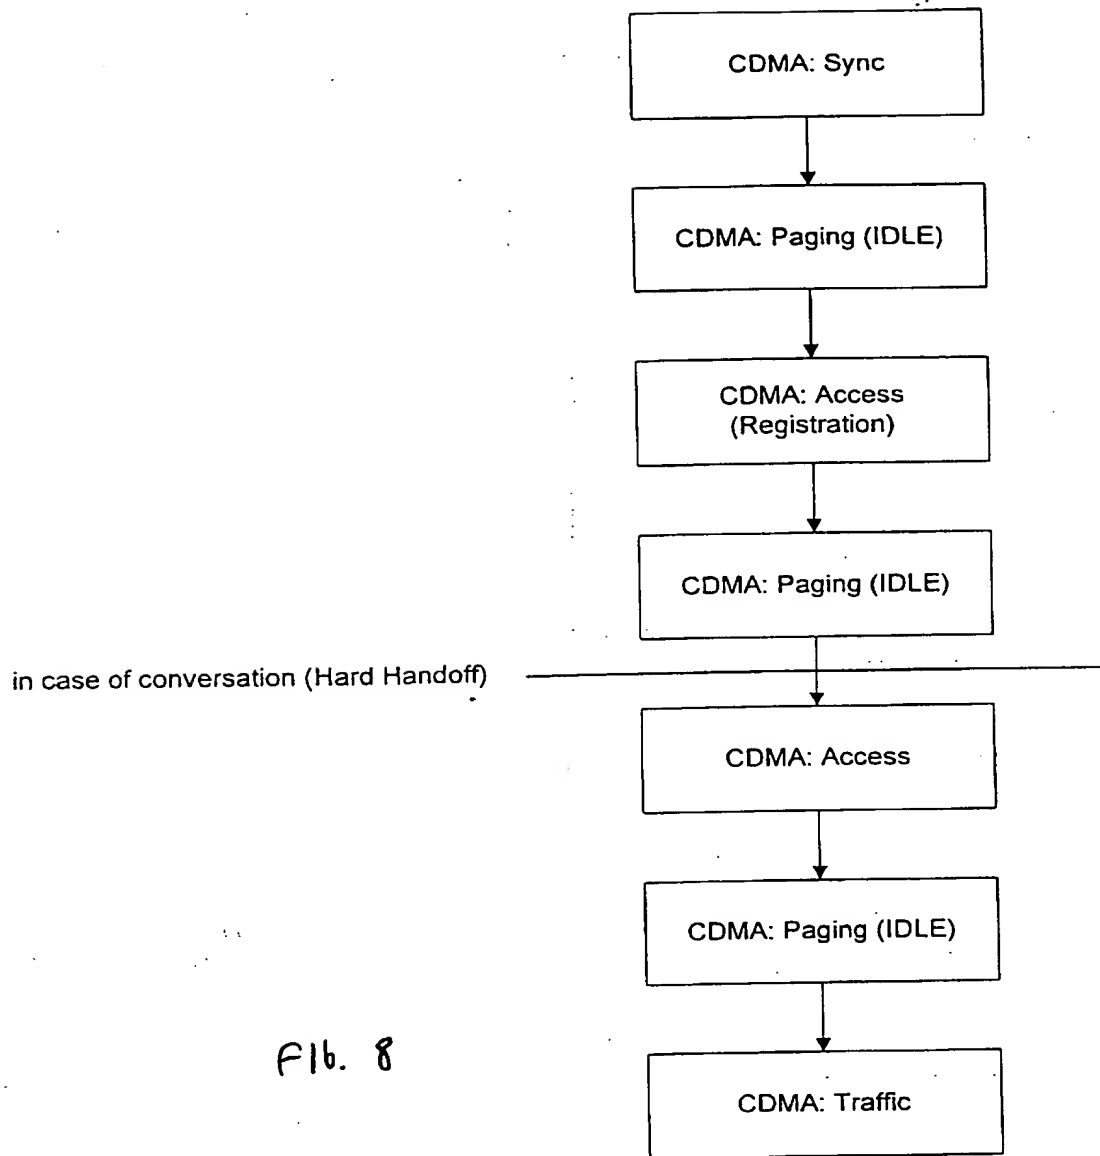 CDMA: Sync
CDMA: Paging (IDLE)
CDMA: Access
(Registration)
CDMA: Paging (IDLE)
in case of conversation (Hard Handoff)
CDMA: Access
CDMA: Paging (IDLE)
CDMA: Traffic
FIG. 8